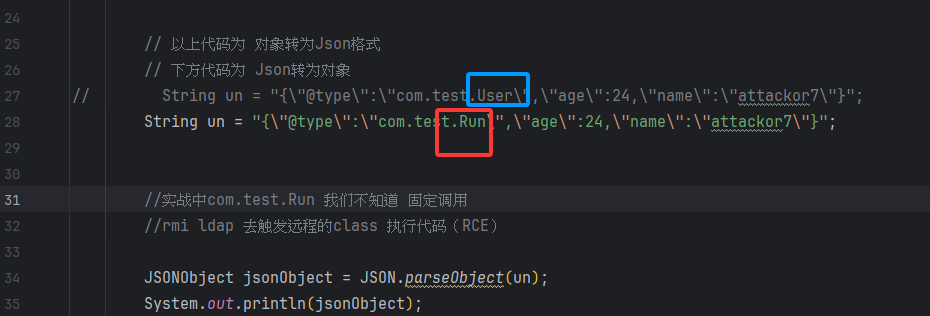 24
25 // 以上代码为 对象转为Json格式
26 // 下方代码为 Json转为对象
27 // String un = "{\"@type\":\"com.test.User\",\"age\":24,\"name\":\"attackor7\"}";
28 String un = "{\"@type\":\"com.test.Run\",\"age\":24,\"name\":\"attackor7\"}";
29
30
31 //实战中com.test.Run 我们不知道 固定调用
32 //rmi ldap 去触发远程的class 执行代码（RCE）
33
34 JSONObject jsonObject = JSON.parseObject(un);
35 System.out.println(jsonObject);